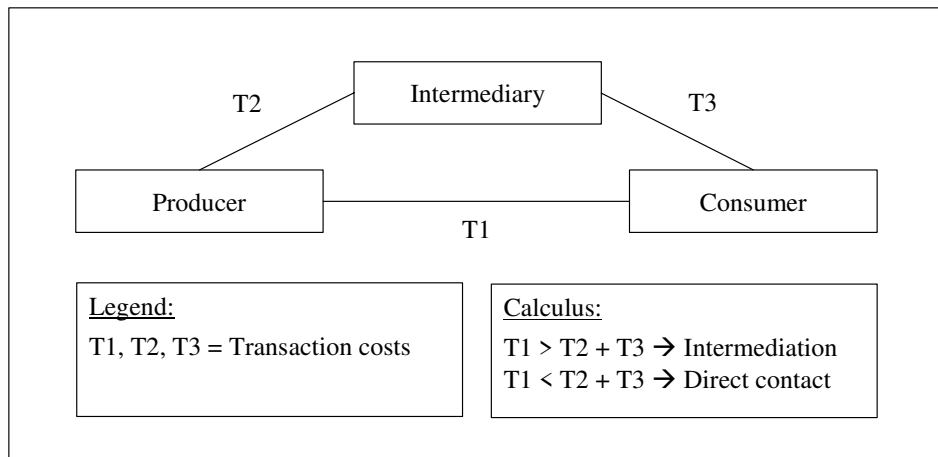 Intermediary
T2
T3
Producer
Consumer
T1
Legend:
T1, T2, T3 = Transaction costs
Calculus:
T1 > T2 + T3 → Intermediation
T1 < T2 + T3 → Direct contact